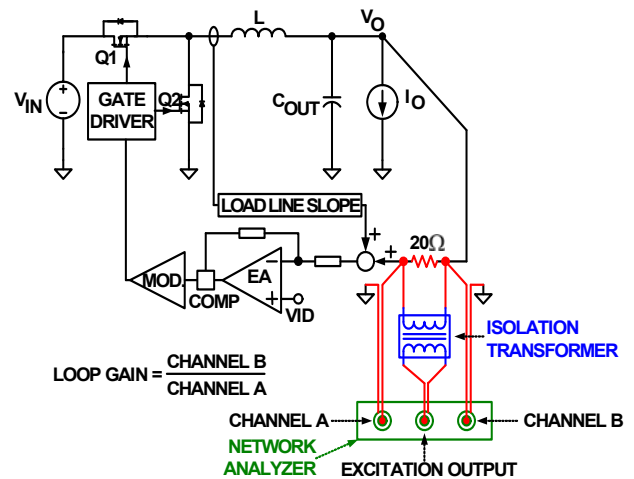 L
VO
Q1
VIN
+
−
GATE
DRIVER
Q2
COUT
IO
LOAD LINE SLOPE
+
+
20Ω
MOD.
COMP
EA
−
+
VID
ISOLATION
TRANSFORMER
LOOP GAIN = CHANNEL B
CHANNEL A
CHANNEL A
CHANNEL B
NETWORK
ANALYZER
EXCITATION OUTPUT